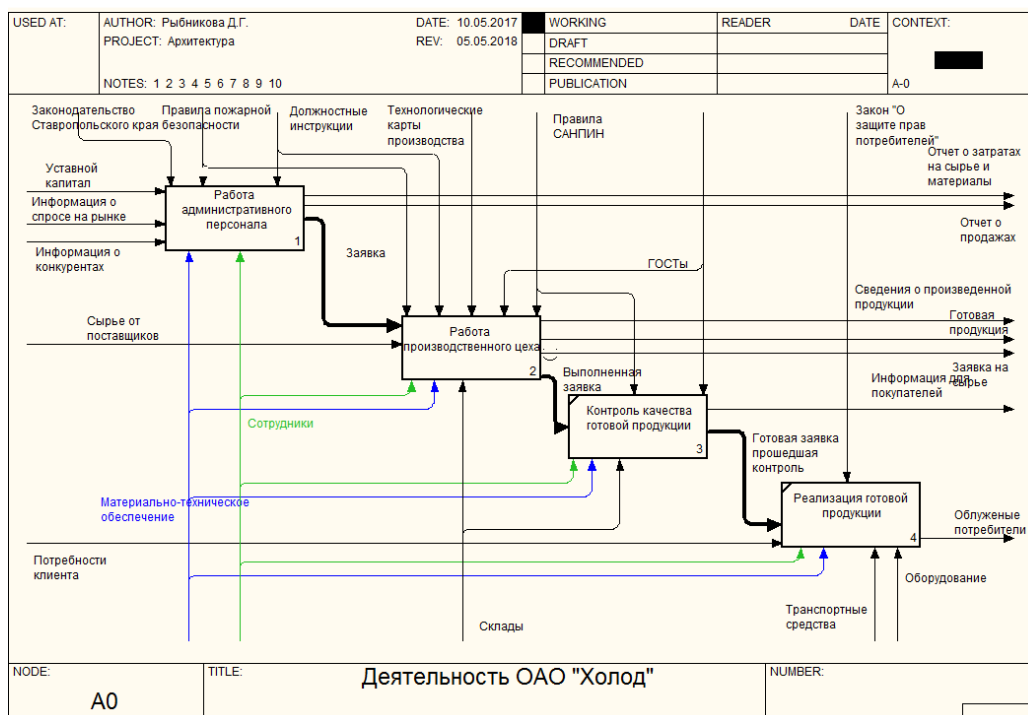 USED AT:
AUTHOR: Рыбникова Д.Г.
DATE: 10.05.2017
WORKING
READER
DATE
CONTEXT:
PROJECT: Архитектура
REV: 05.05.2018
DRAFT
RECOMMENDED
NOTES: 1 2 3 4 5 6 7 8 9 10
PUBLICATION
A-0
Законодательство
Ставропольского края
Правила пожарной
безопасности
Должностные
инструкции
Технологические
карты
производства
Правила
САНПИН
Закон "О
защите прав
потребителей"
Отчет о затратах
на сырье и
материалы
Уставной
капитал
Информация о
спросе на рынке
Информация о
конкурентах
Работа
административного
персонала
1
Отчет о
продажах
Заявка
ГОСТы
Сведения о произведенной
продукции
Готовая
продукция
Сырье от
поставщиков
Работа
производственного цеха
2
Заявка на
сырье
Выполненная
заявка
Информация для
покупателей
Контроль качества
готовой продукции
3
Сотрудники
Готовая заявка
прошедшая
контроль
Материально-техническое
обеспечение
Реализация готовой
продукции
4
Облуженые
потребители
Потребности
клиента
Оборудование
Транспортные
средства
Склады
NODE:
A0
TITLE:
Деятельность ОАО "Холод"
NUMBER: